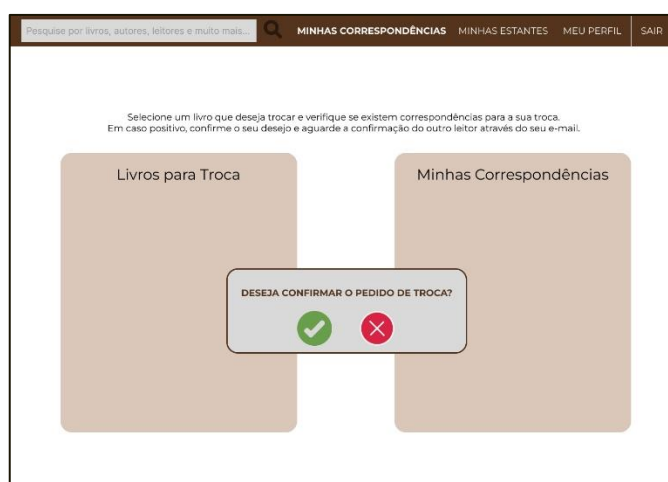 Pesquise por livros, autores, leitores e muito mais... MINHAS CORRESPONDÊNCIAS MINHAS ESTANTES MEU PERFIL SAIR
Selecione um livro que deseja trocar e verifique se existem correspondências para a sua troca.
Em caso positivo, confirme o seu desejo e aguarde a confirmação do outro leitor através do seu e-mail.
Livros para Troca
Minhas Correspondências
DESEJA CONFIRMAR O PEDIDO DE TROCA?